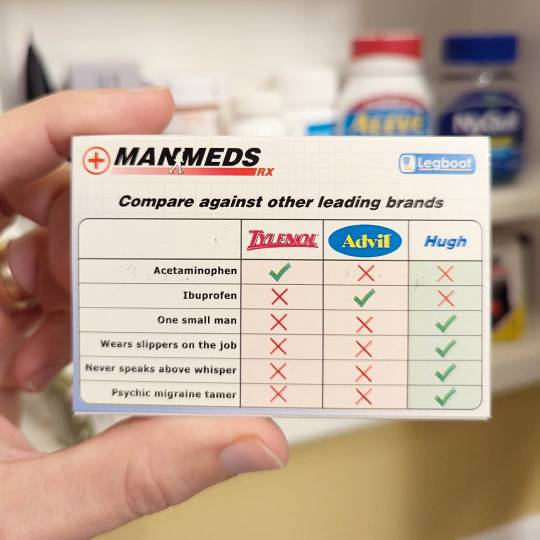 MANMEDS
RX
Legboot
Compare against other leading brands
TYLENOL Advil Hugh
Acetaminophen ✓ X X
Ibuprofen X ✓ X
One small man X X ✓
Wears slippers on the job X X ✓
Never speaks above whisper X X ✓
Psychic migraine tamer X X ✓
ALEVE
NyQuil